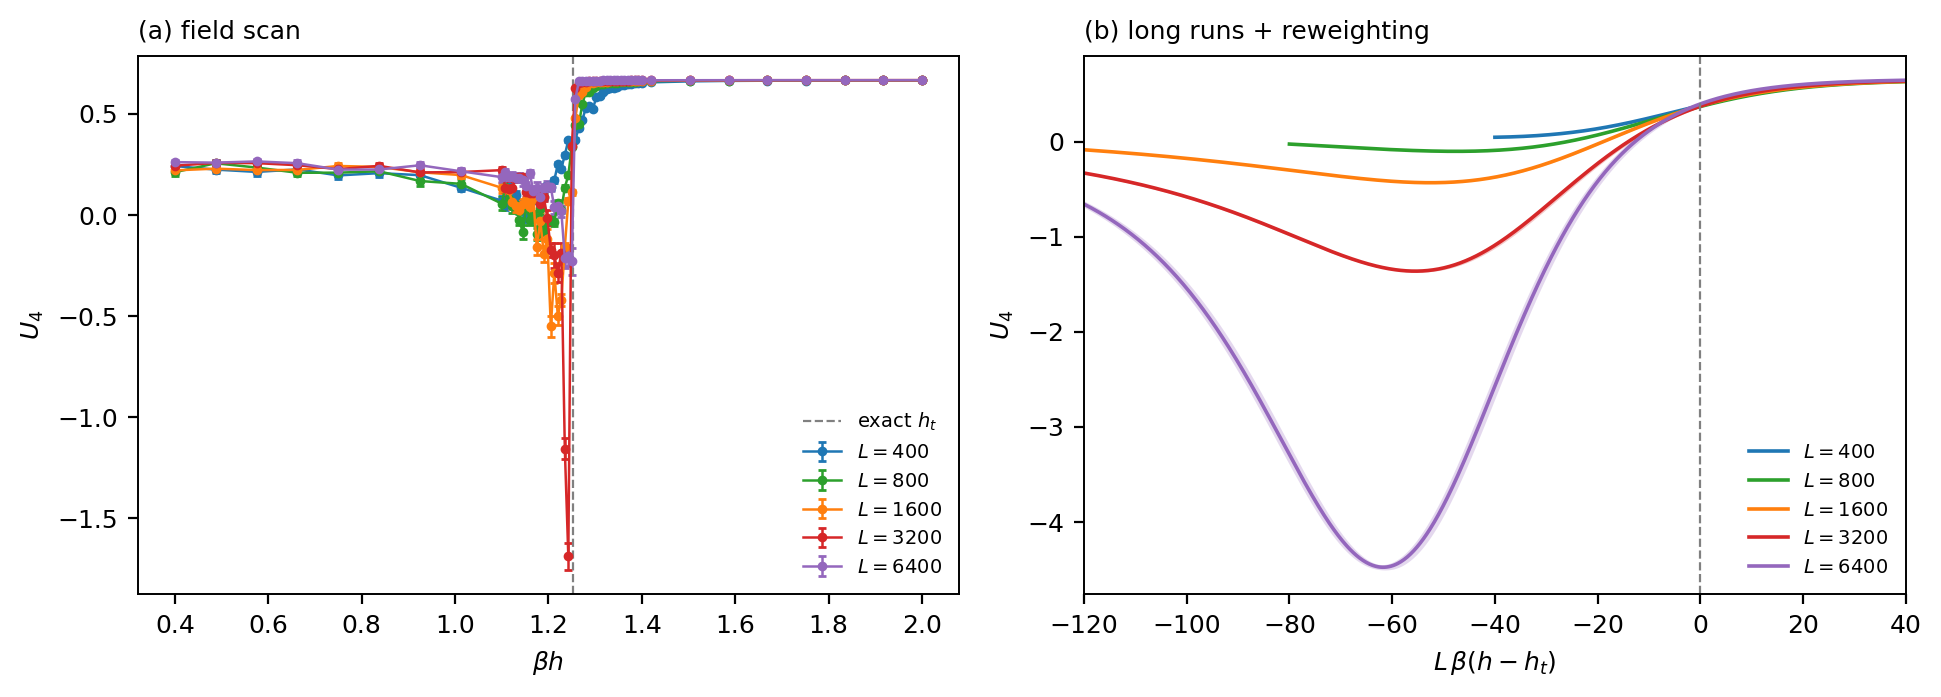 (a) field scan
U₄
0.5
0.0
−0.5
−1.0
−1.5
0.4 0.6 0.8 1.0 1.2 1.4 1.6 1.8 2.0
βh
exact hₜ
L = 400
L = 800
L = 1600
L = 3200
L = 6400
(b) long runs + reweighting
U₄
0
−1
−2
−3
−4
−120 −100 −80 −60 −40 −20 0 20 40
L β(h − hₜ)
L = 400
L = 800
L = 1600
L = 3200
L = 6400